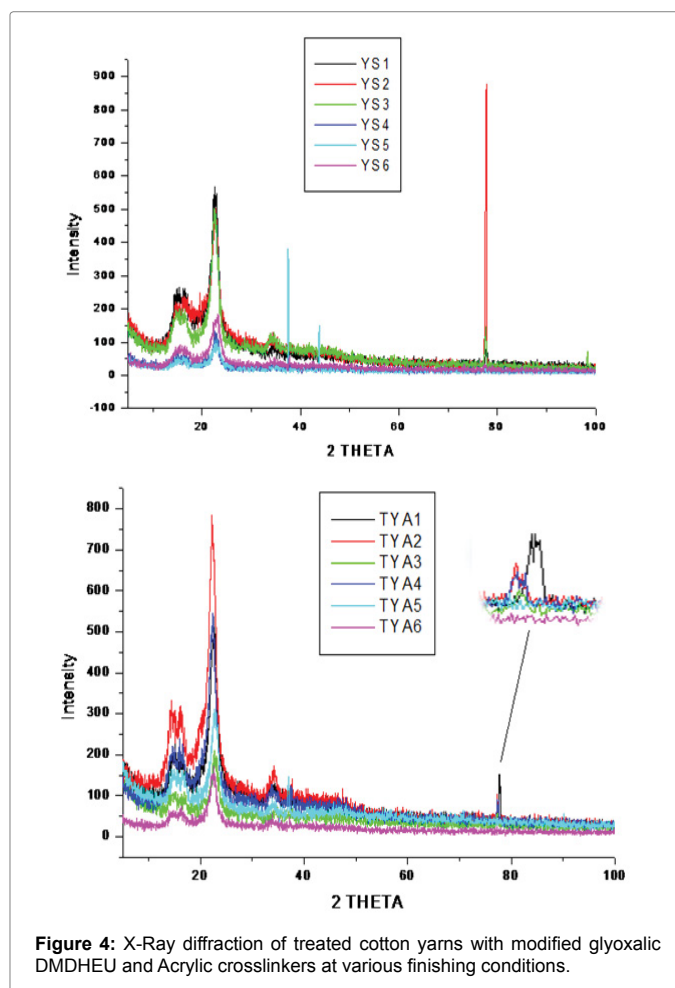 YS1
YS2
YS3
YS4
YS5
YS6
900
800
700
600
500
400
300
200
100
0
-100
Intensity
20
40
60
80
100
2 THETA
TYA1
TYA2
TYA3
TYA4
TYA5
TYA6
800
700
600
500
400
300
200
100
0
Intensity
20
40
60
80
100
2 THETA
Figure 4: X-Ray diffraction of treated cotton yarns with modified glyoxalic
DMDHEU and Acrylic crosslinkers at various finishing conditions.